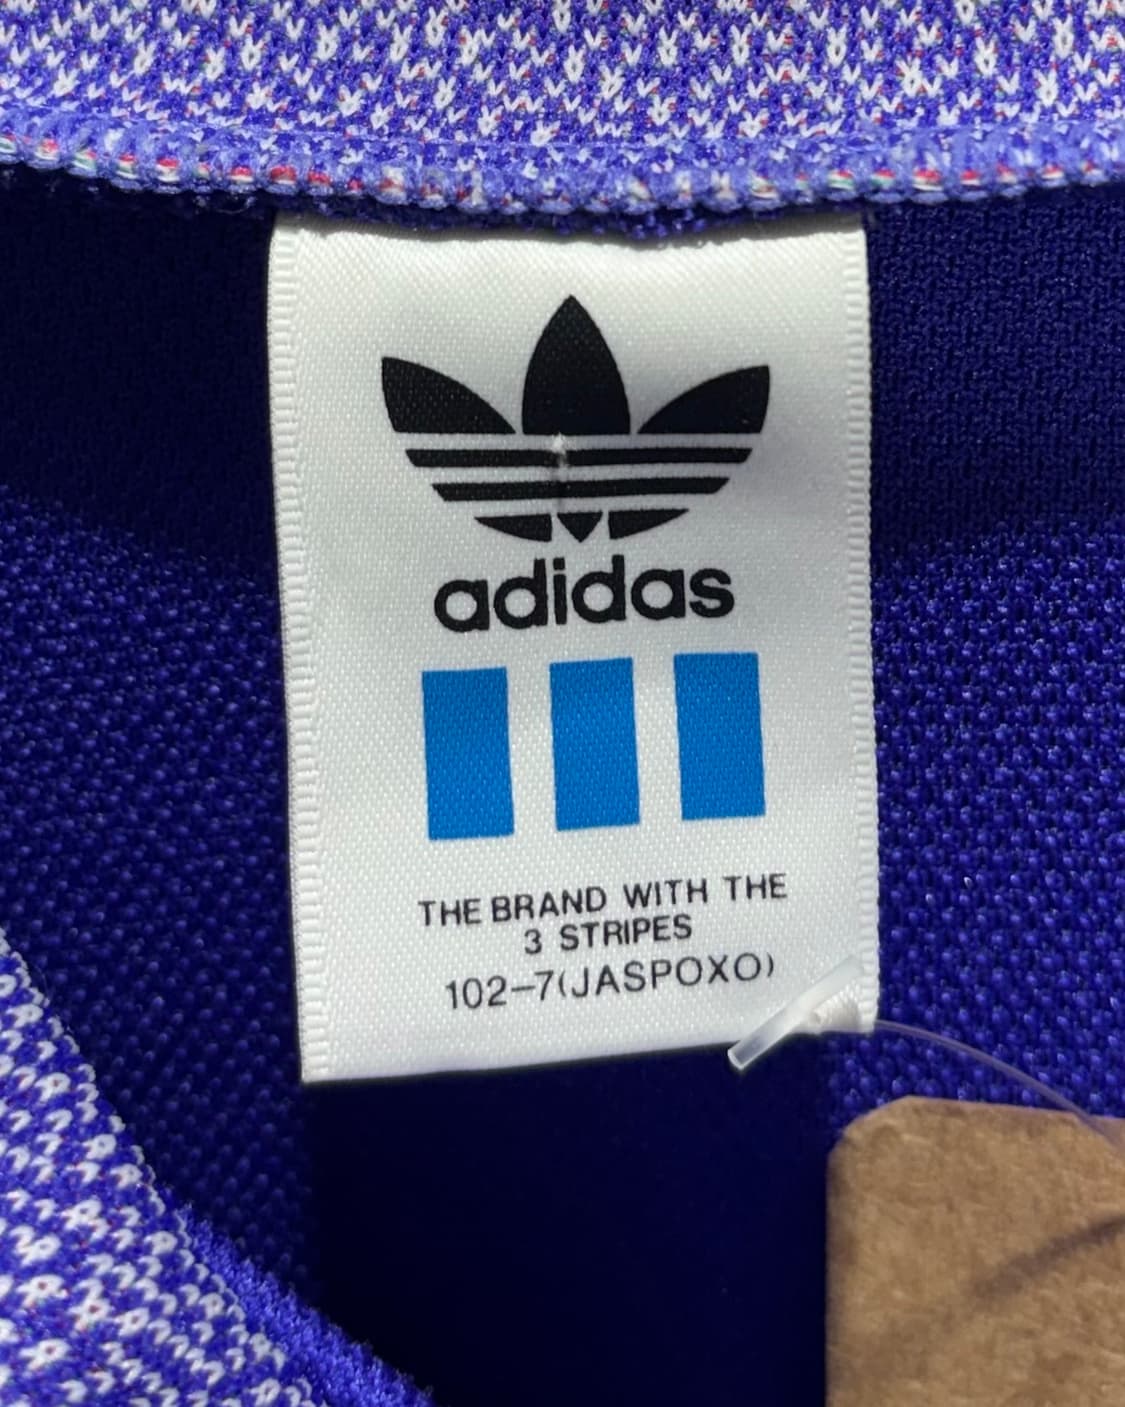 adidas
THE BRAND WITH THE
3 STRIPES
102-7(JASPOXO)